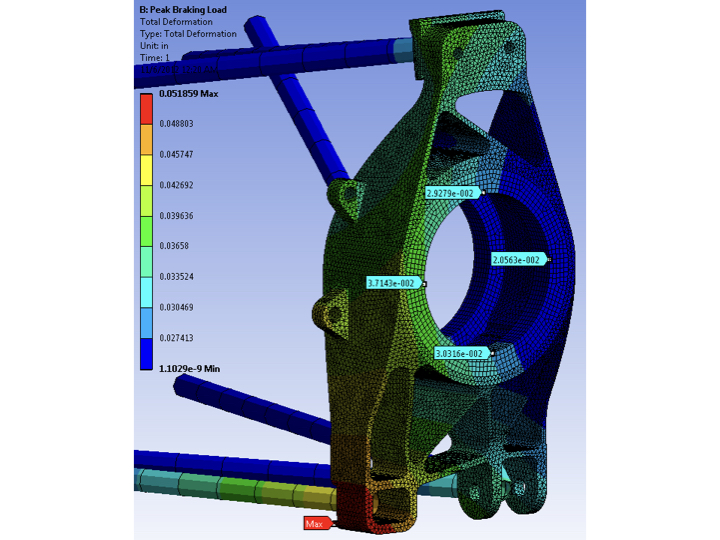 B: Peak Braking Load
Total Deformation
Type: Total Deformation
Unit: in
Time: 1
0.051859 Max
0.048803
0.045747
0.042692
0.039636
0.03658
0.033524
0.030469
0.027413
1.1029e-9 Min
2.9279e-002
2.0563e-002
3.7143e-002
3.0316e-002
Max